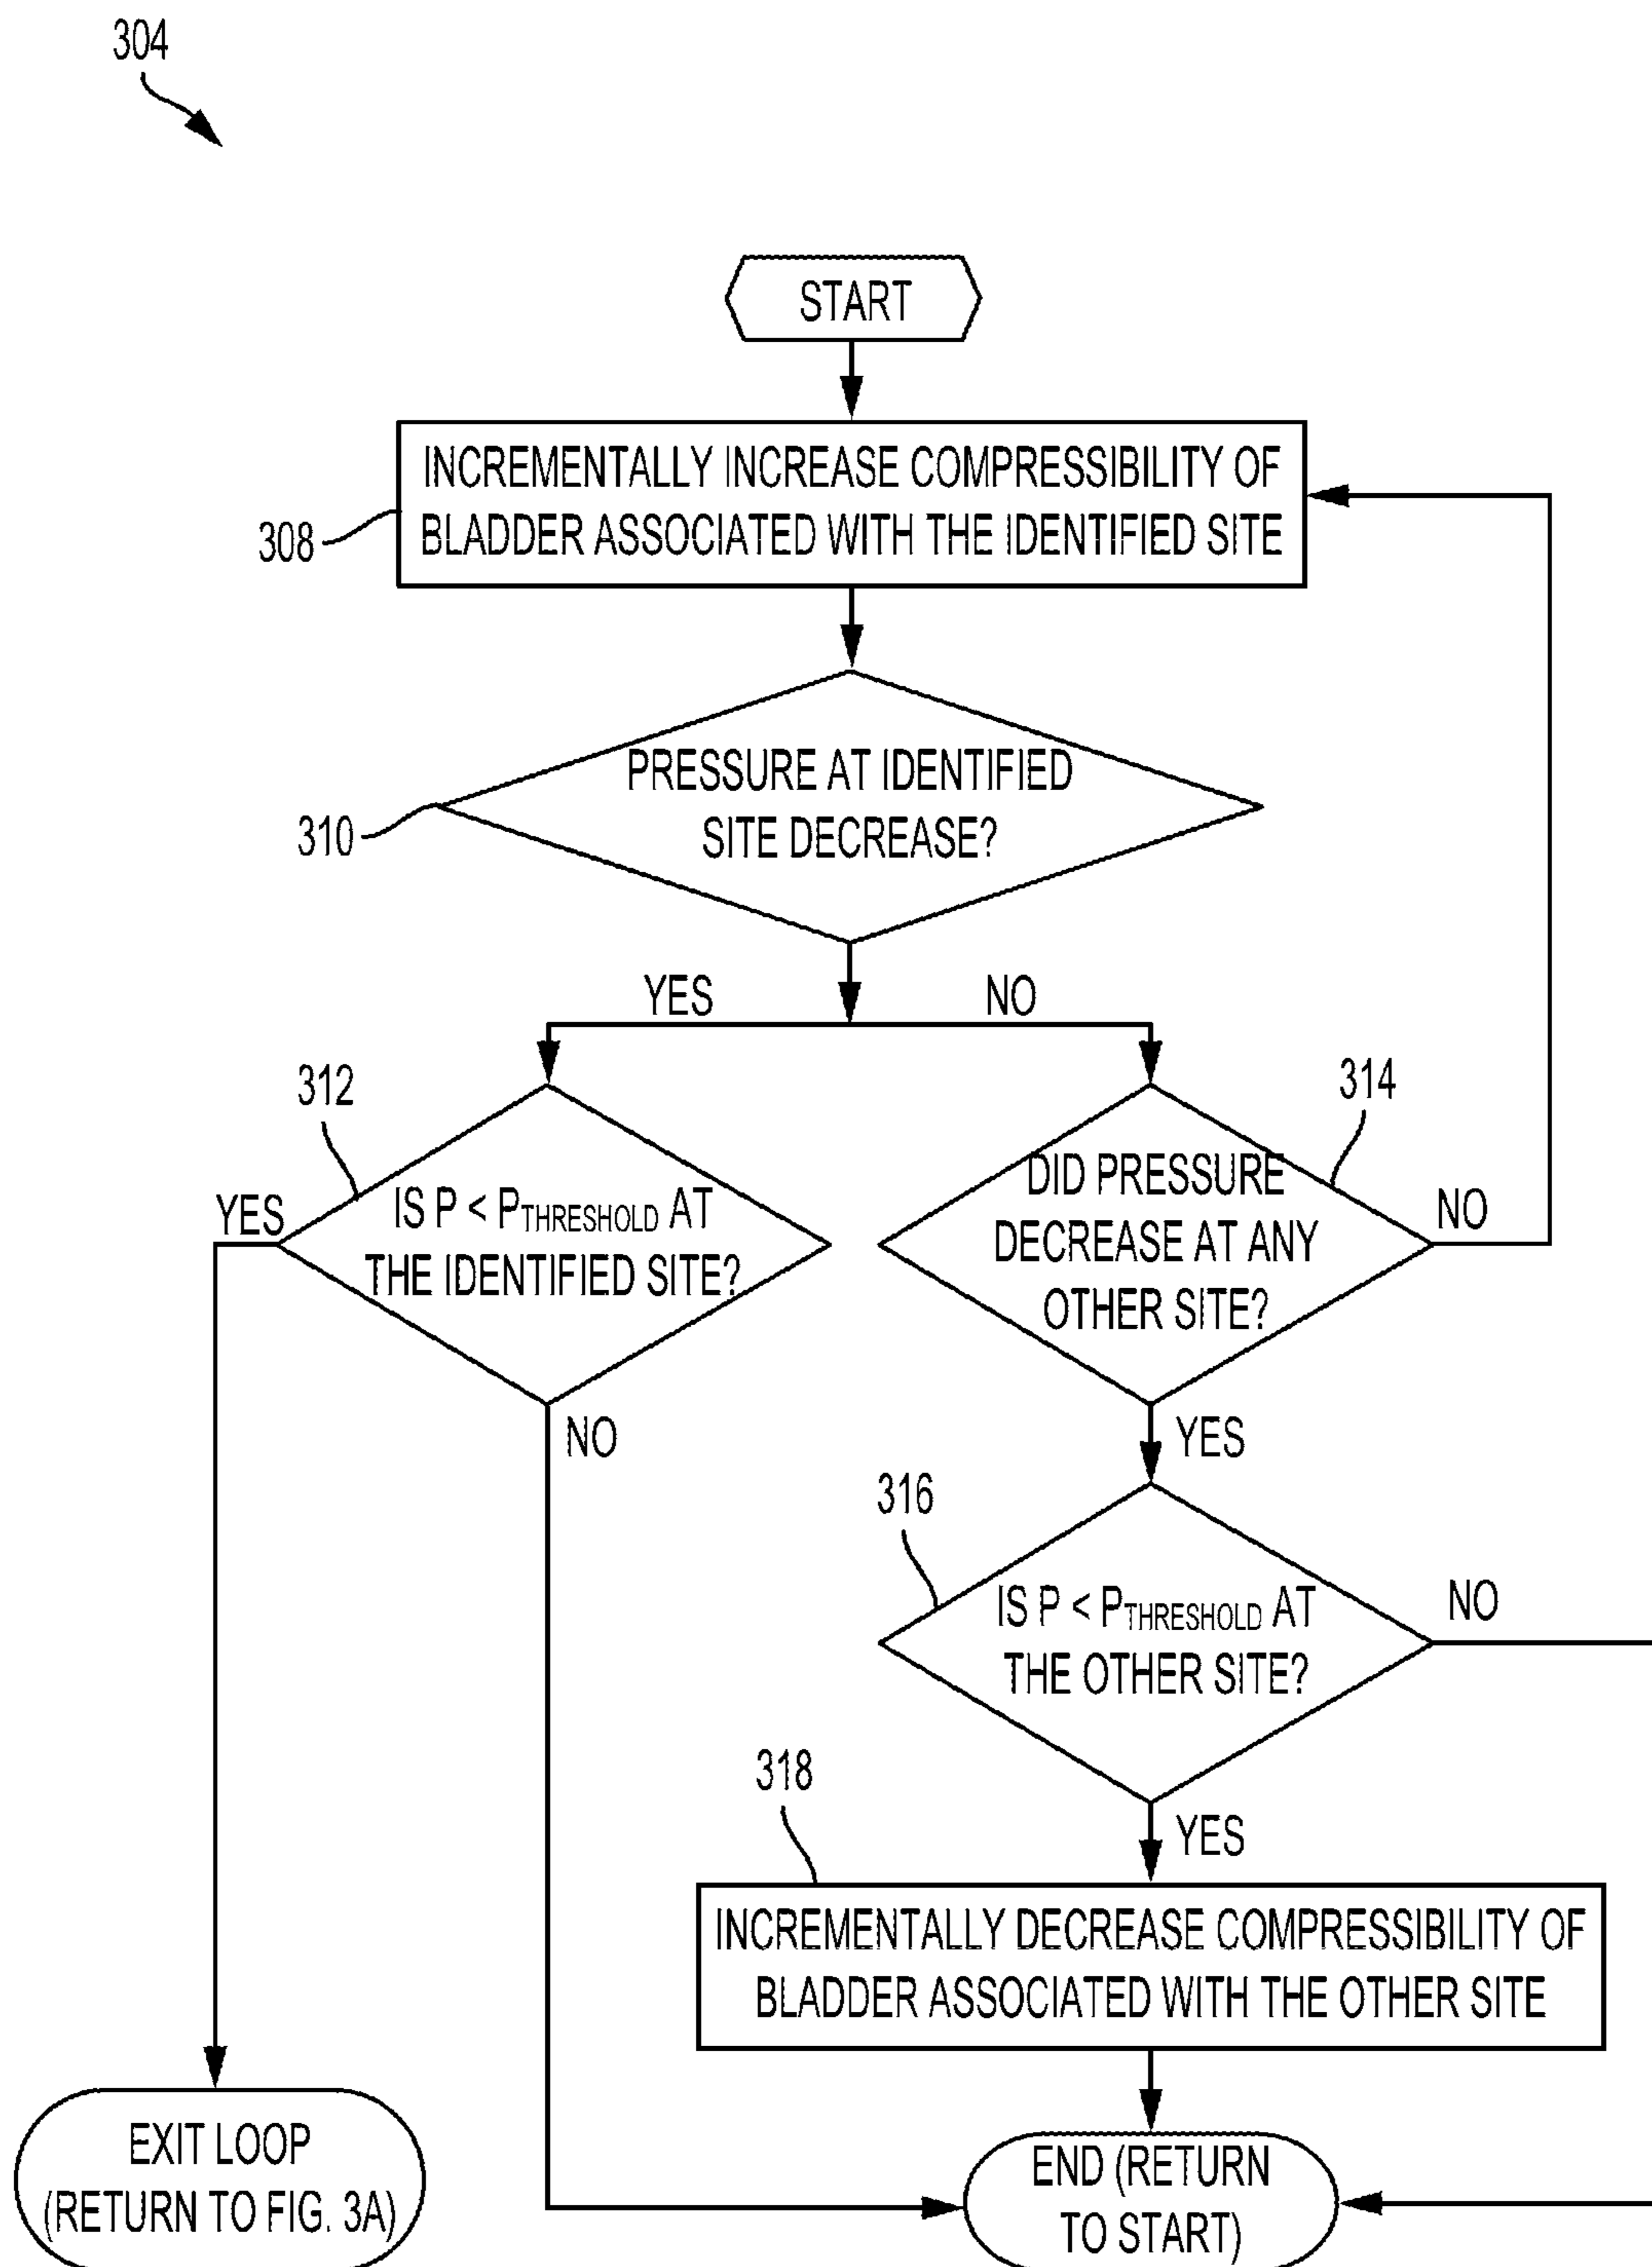 304
START
INCREMENTALLY INCREASE COMPRESSIBILITY OF
BLADDER ASSOCIATED WITH THE IDENTIFIED SITE
308
PRESSURE AT IDENTIFIED
SITE DECREASE?
310
YES
NO
312
314
IS P < PTHRESHOLD AT
THE IDENTIFIED SITE?
YES
NO
DID PRESSURE
DECREASE AT ANY
OTHER SITE?
NO
YES
316
IS P < PTHRESHOLD AT
THE OTHER SITE?
NO
YES
318
INCREMENTALLY DECREASE COMPRESSIBILITY OF
BLADDER ASSOCIATED WITH THE OTHER SITE
EXIT LOOP
(RETURN TO FIG. 3A)
END (RETURN
TO START)